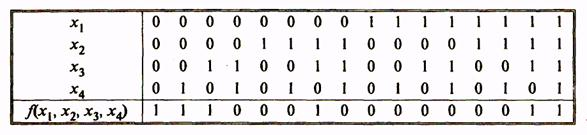 x₁ 0 0 0 0 0 0 0 0 1 1 1 1 1 1 1 1
x₂ 0 0 0 0 1 1 1 1 0 0 0 0 1 1 1 1
x₃ 0 0 1 1 0 0 1 1 0 0 1 1 0 0 1 1
x₄ 0 1 0 1 0 1 0 1 0 1 0 1 0 1 0 1
f(x₁, x₂, x₃, x₄) 1 1 1 0 0 0 1 0 0 0 0 0 0 0 1 1